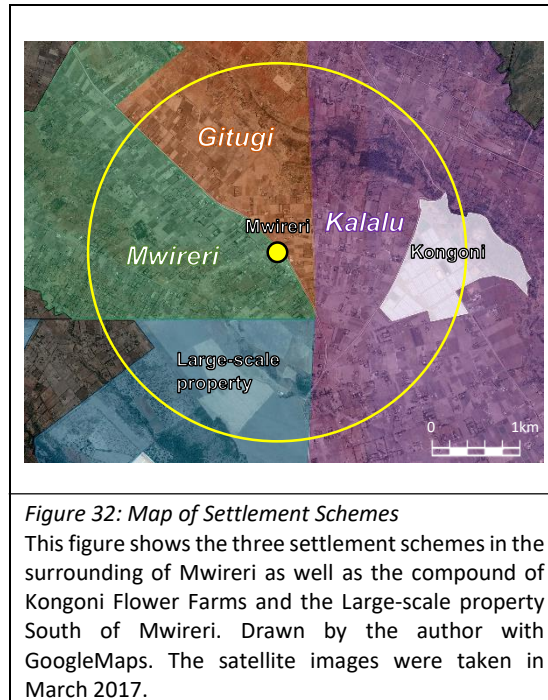 Gitugi
Mwireri
Kalalu
Mwireri
Kongoni
Large-scale
property
0 1km
Figure 32: Map of Settlement Schemes
This figure shows the three settlement schemes in the
surrounding of Mwireri as well as the compound of
Kongoni Flower Farms and the Large-scale property
South of Mwireri. Drawn by the author with
GoogleMaps. The satellite images were taken in
March 2017.